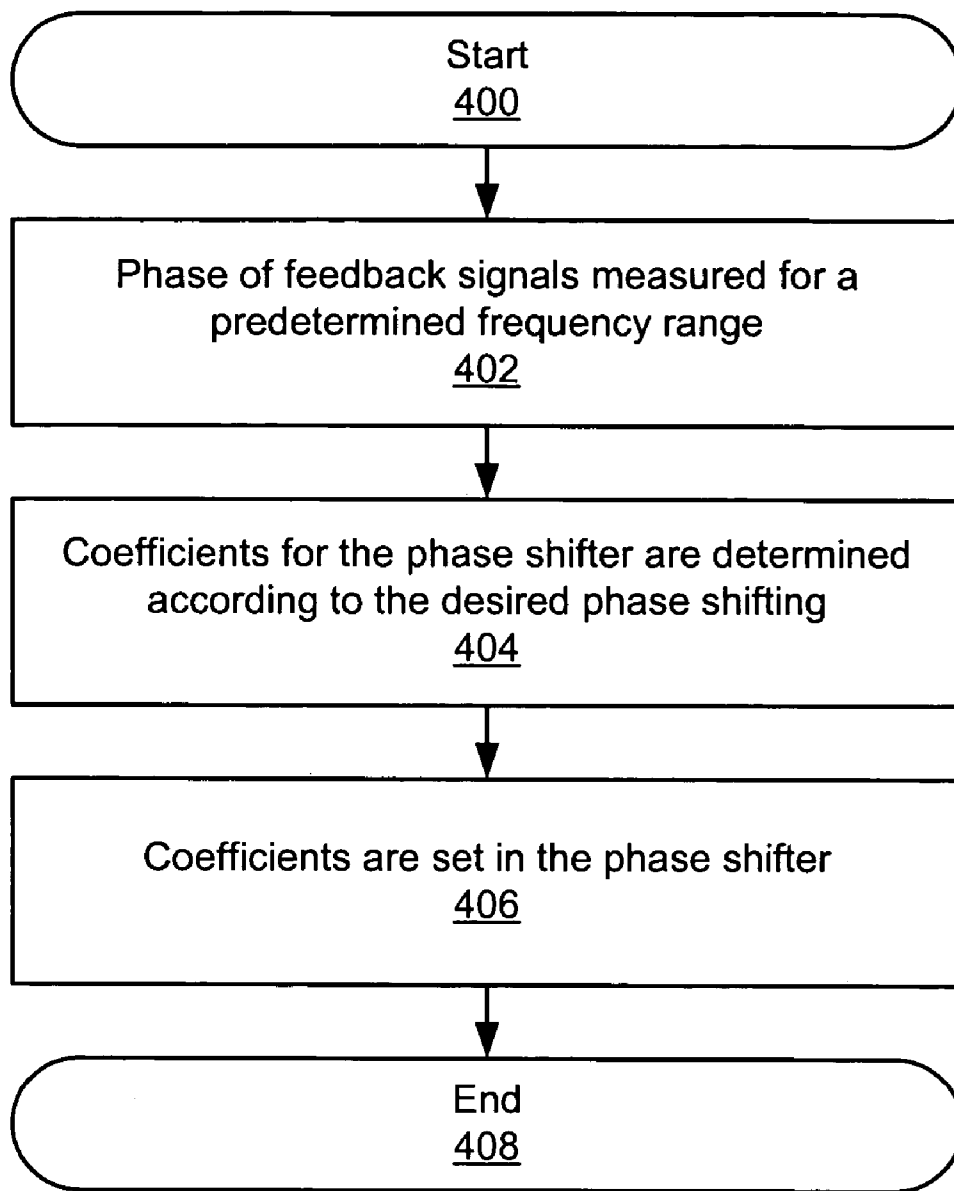 Start
400
Phase of feedback signals measured for a
predetermined frequency range
402
Coefficients for the phase shifter are determined
according to the desired phase shifting
404
Coefficients are set in the phase shifter
406
End
408